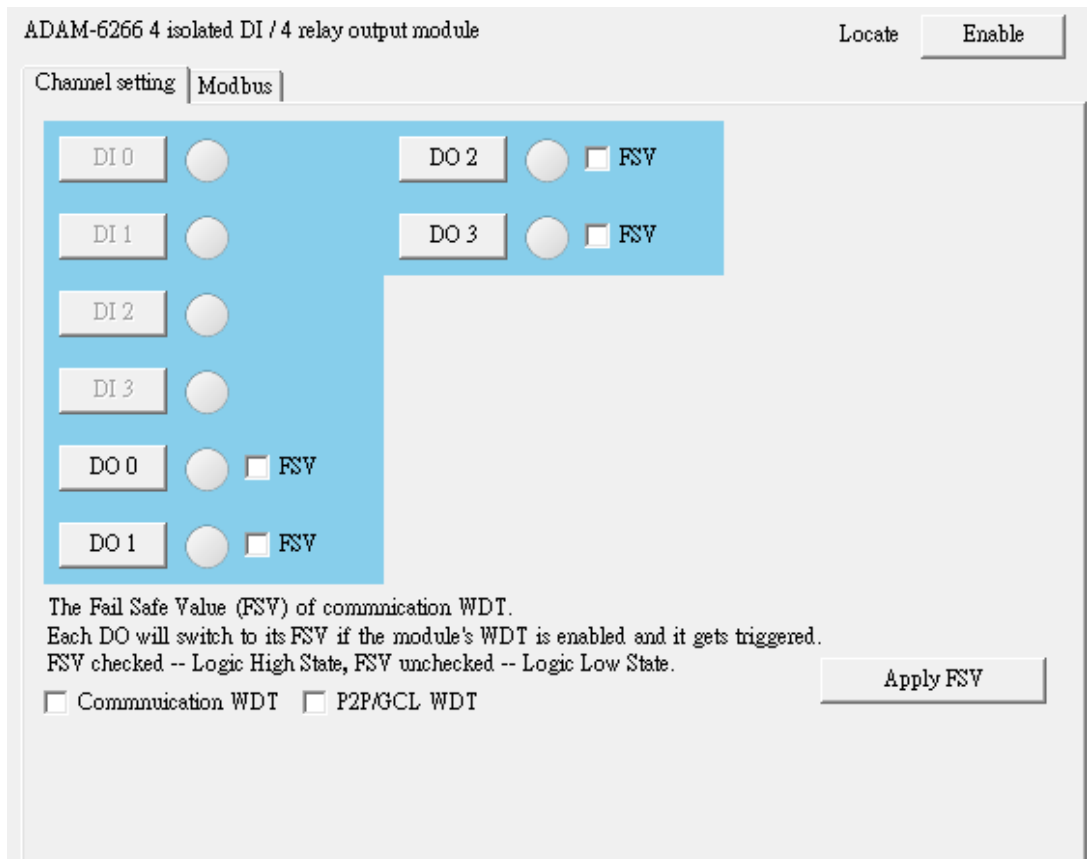 ADAM-6266 4 isolated DI / 4 relay output module
Locate Enable
Channel setting Modbus
DI 0 DO 2 FSV
DI 1 DO 3 FSV
DI 2
DI 3
DO 0 FSV
DO 1 FSV
The Fail Safe Value (FSV) of commnication WDT.
Each DO will switch to its FSV if the module's WDT is enabled and it gets triggered.
FSV checked -- Logic High State, FSV unchecked -- Logic Low State.
Apply FSV
Commnuication WDT P2P/GCL WDT